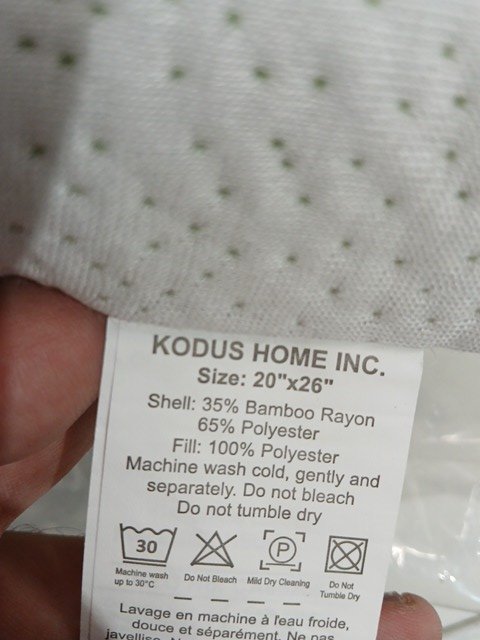 KODUS HOME INC.
Size: 20"x26"
Shell: 35% Bamboo Rayon
65% Polyester
Fill: 100% Polyester
Machine wash cold, gently and
separately. Do not bleach
Do not tumble dry
30
P
Machine wash
up to 30°C
Do Not Bleach
Mild Dry Cleaning
Do Not
Tumble Dry
Lavage en machine à l'eau froide,
douce et séparément. Ne pas
javellise